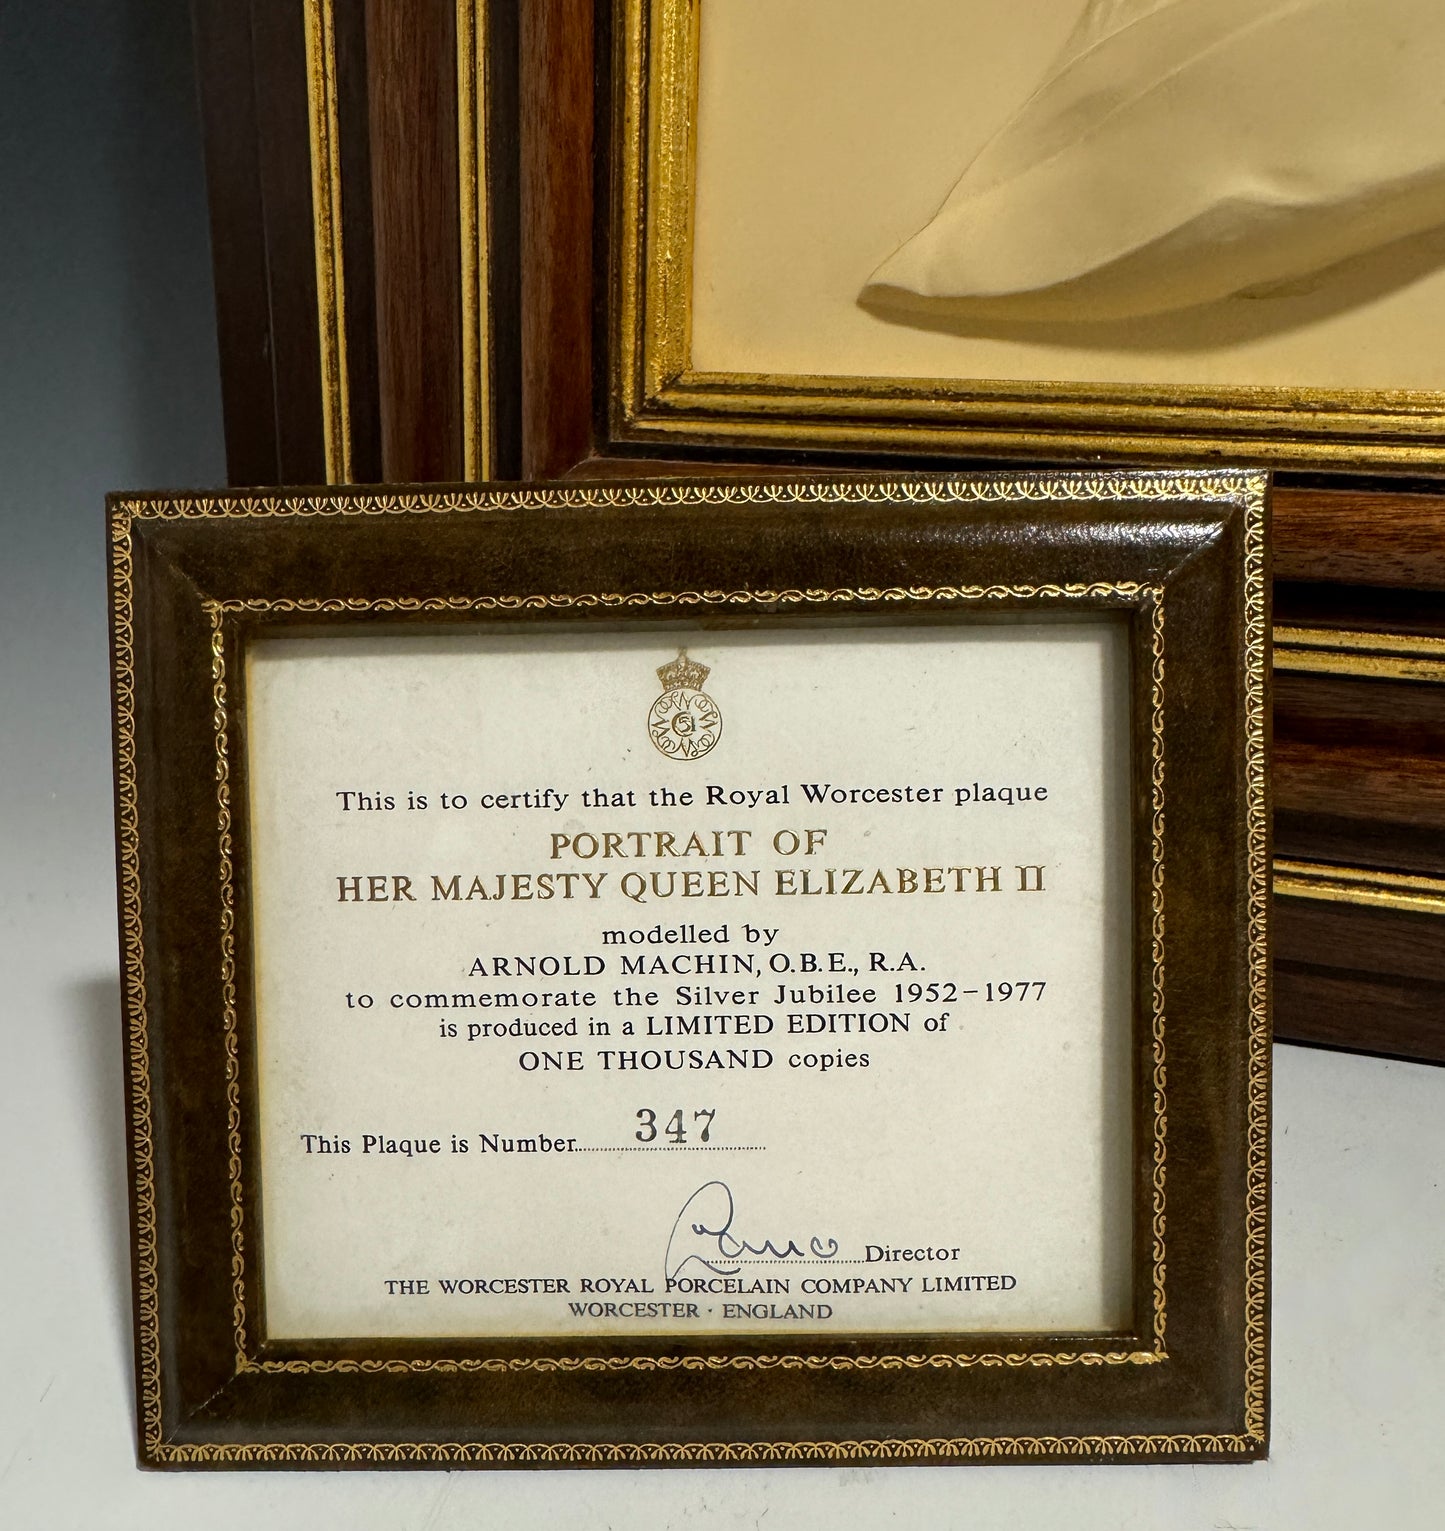 51
This is to certify that the Royal Worcester plaque
PORTRAIT OF
HER MAJESTY QUEEN ELIZABETH II
modelled by
ARNOLD MACHIN, O.B.E., R.A.
to commemorate the Silver Jubilee 1952-1977
is produced in a LIMITED EDITION of
ONE THOUSAND copies
This Plaque is Number 347
Director
THE WORCESTER ROYAL PORCELAIN COMPANY LIMITED
WORCESTER · ENGLAND